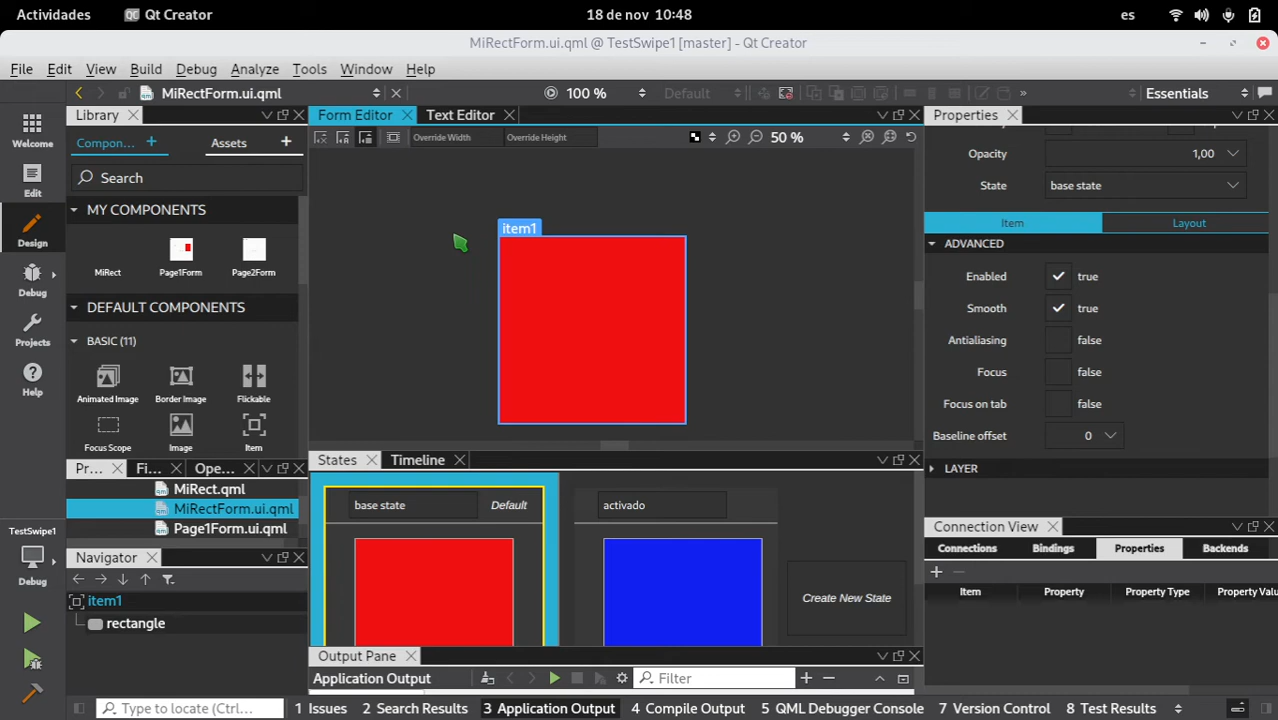 Actividades Qt Creator 18 de nov 10:48 es
MiRectForm.ui.qml @ TestSwipe1 [master] - Qt Creator
File Edit View Build Debug Analyze Tools Window Help
MiRectForm.ui.qml 100 % Default » Essentials
Welcome
Edit
Design
Debug
Projects
Help
TestSwipe1
Debug
Library
Compon... + Assets +
Search
MY COMPONENTS
MiRect Page1Form Page2Form
DEFAULT COMPONENTS
BASIC (11)
Animated Image Border Image Flickable
Focus Scope Image Item
Pr... Fi... Ope...
MiRect.qml
MiRectForm.ui.qml
Page1Form.ui.qml
Navigator
item1
rectangle
Form Editor Text Editor
Override Width Override Height 50 %
item1
States Timeline
base state Default activado
Create New State
Output Pane
Application Output Filter
Properties
Opacity 1,00
State base state
Item Layout
ADVANCED
Enabled true
Smooth true
Antialiasing false
Focus false
Focus on tab false
Baseline offset 0
LAYER
Connection View
Connections Bindings Properties Backends
Item Property Property Type Property Valu
Type to locate (Ctrl... 1 Issues 2 Search Results 3 Application Output 4 Compile Output 5 QML Debugger Console 7 Version Control 8 Test Results